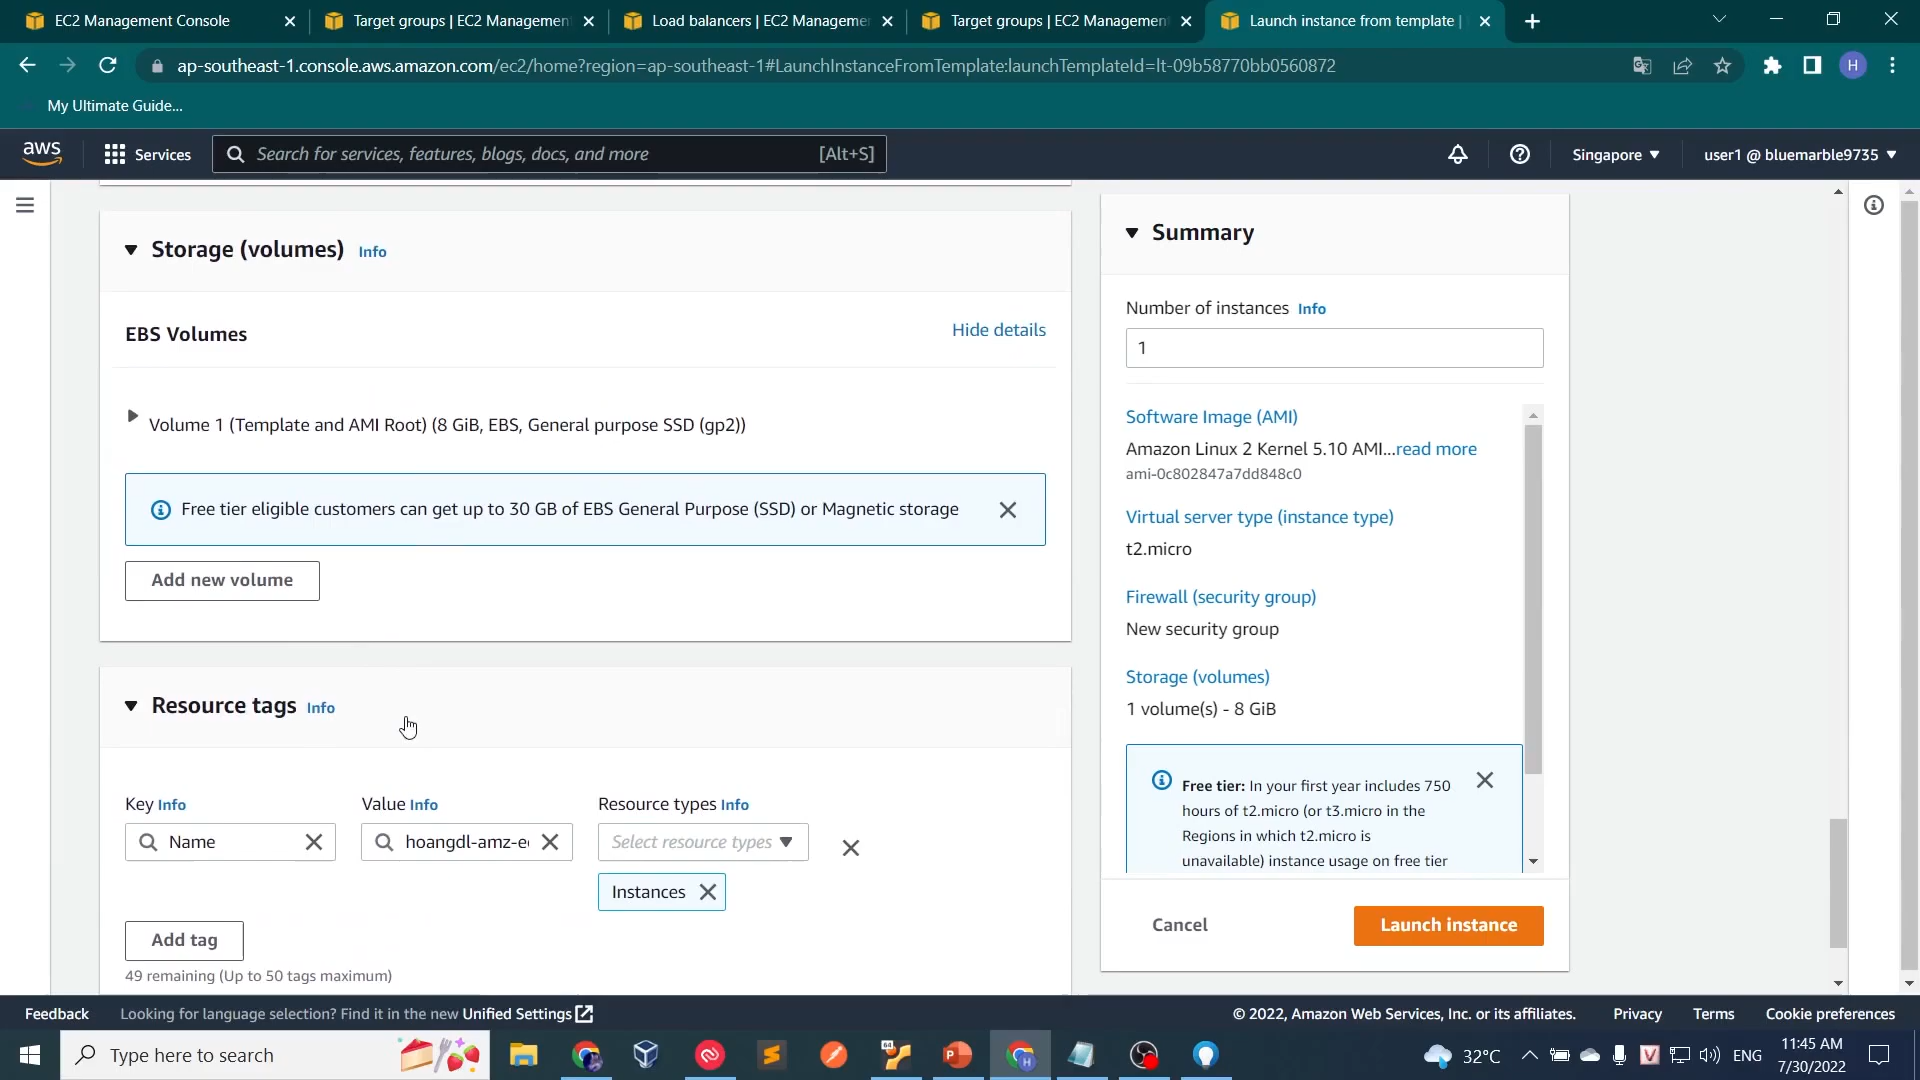 EC2 Management Console
Target groups | EC2 Management
Load balancers | EC2 Manageme
Target groups | EC2 Management
Launch instance from template |
ap-southeast-1.console.aws.amazon.com/ec2/home?region=ap-southeast-1#LaunchInstanceFromTemplate:launchTemplateId=lt-09b58770bb0560872
H
My Ultimate Guide...
aws
Services
Search for services, features, blogs, docs, and more
[Alt+S]
Singapore
user1 @ bluemarble9735
Storage (volumes) Info
EBS Volumes
Hide details
Volume 1 (Template and AMI Root) (8 GiB, EBS, General purpose SSD (gp2))
Free tier eligible customers can get up to 30 GB of EBS General Purpose (SSD) or Magnetic storage
Add new volume
Resource tags Info
Key Info
Value Info
Resource types Info
Name
hoangdl-amz-e
Select resource types
Instances
Add tag
49 remaining (Up to 50 tags maximum)
Summary
Number of instances Info
1
Software Image (AMI)
Amazon Linux 2 Kernel 5.10 AMI...read more
ami-0c802847a7dd848c0
Virtual server type (instance type)
t2.micro
Firewall (security group)
New security group
Storage (volumes)
1 volume(s) - 8 GiB
Free tier: In your first year includes 750
hours of t2.micro (or t3.micro in the
Regions in which t2.micro is
unavailable) instance usage on free tier
Cancel
Launch instance
Feedback
Looking for language selection? Find it in the new Unified Settings
© 2022, Amazon Web Services, Inc. or its affiliates.
Privacy
Terms
Cookie preferences
Type here to search
64
32°C
V
ENG
11:45 AM
7/30/2022